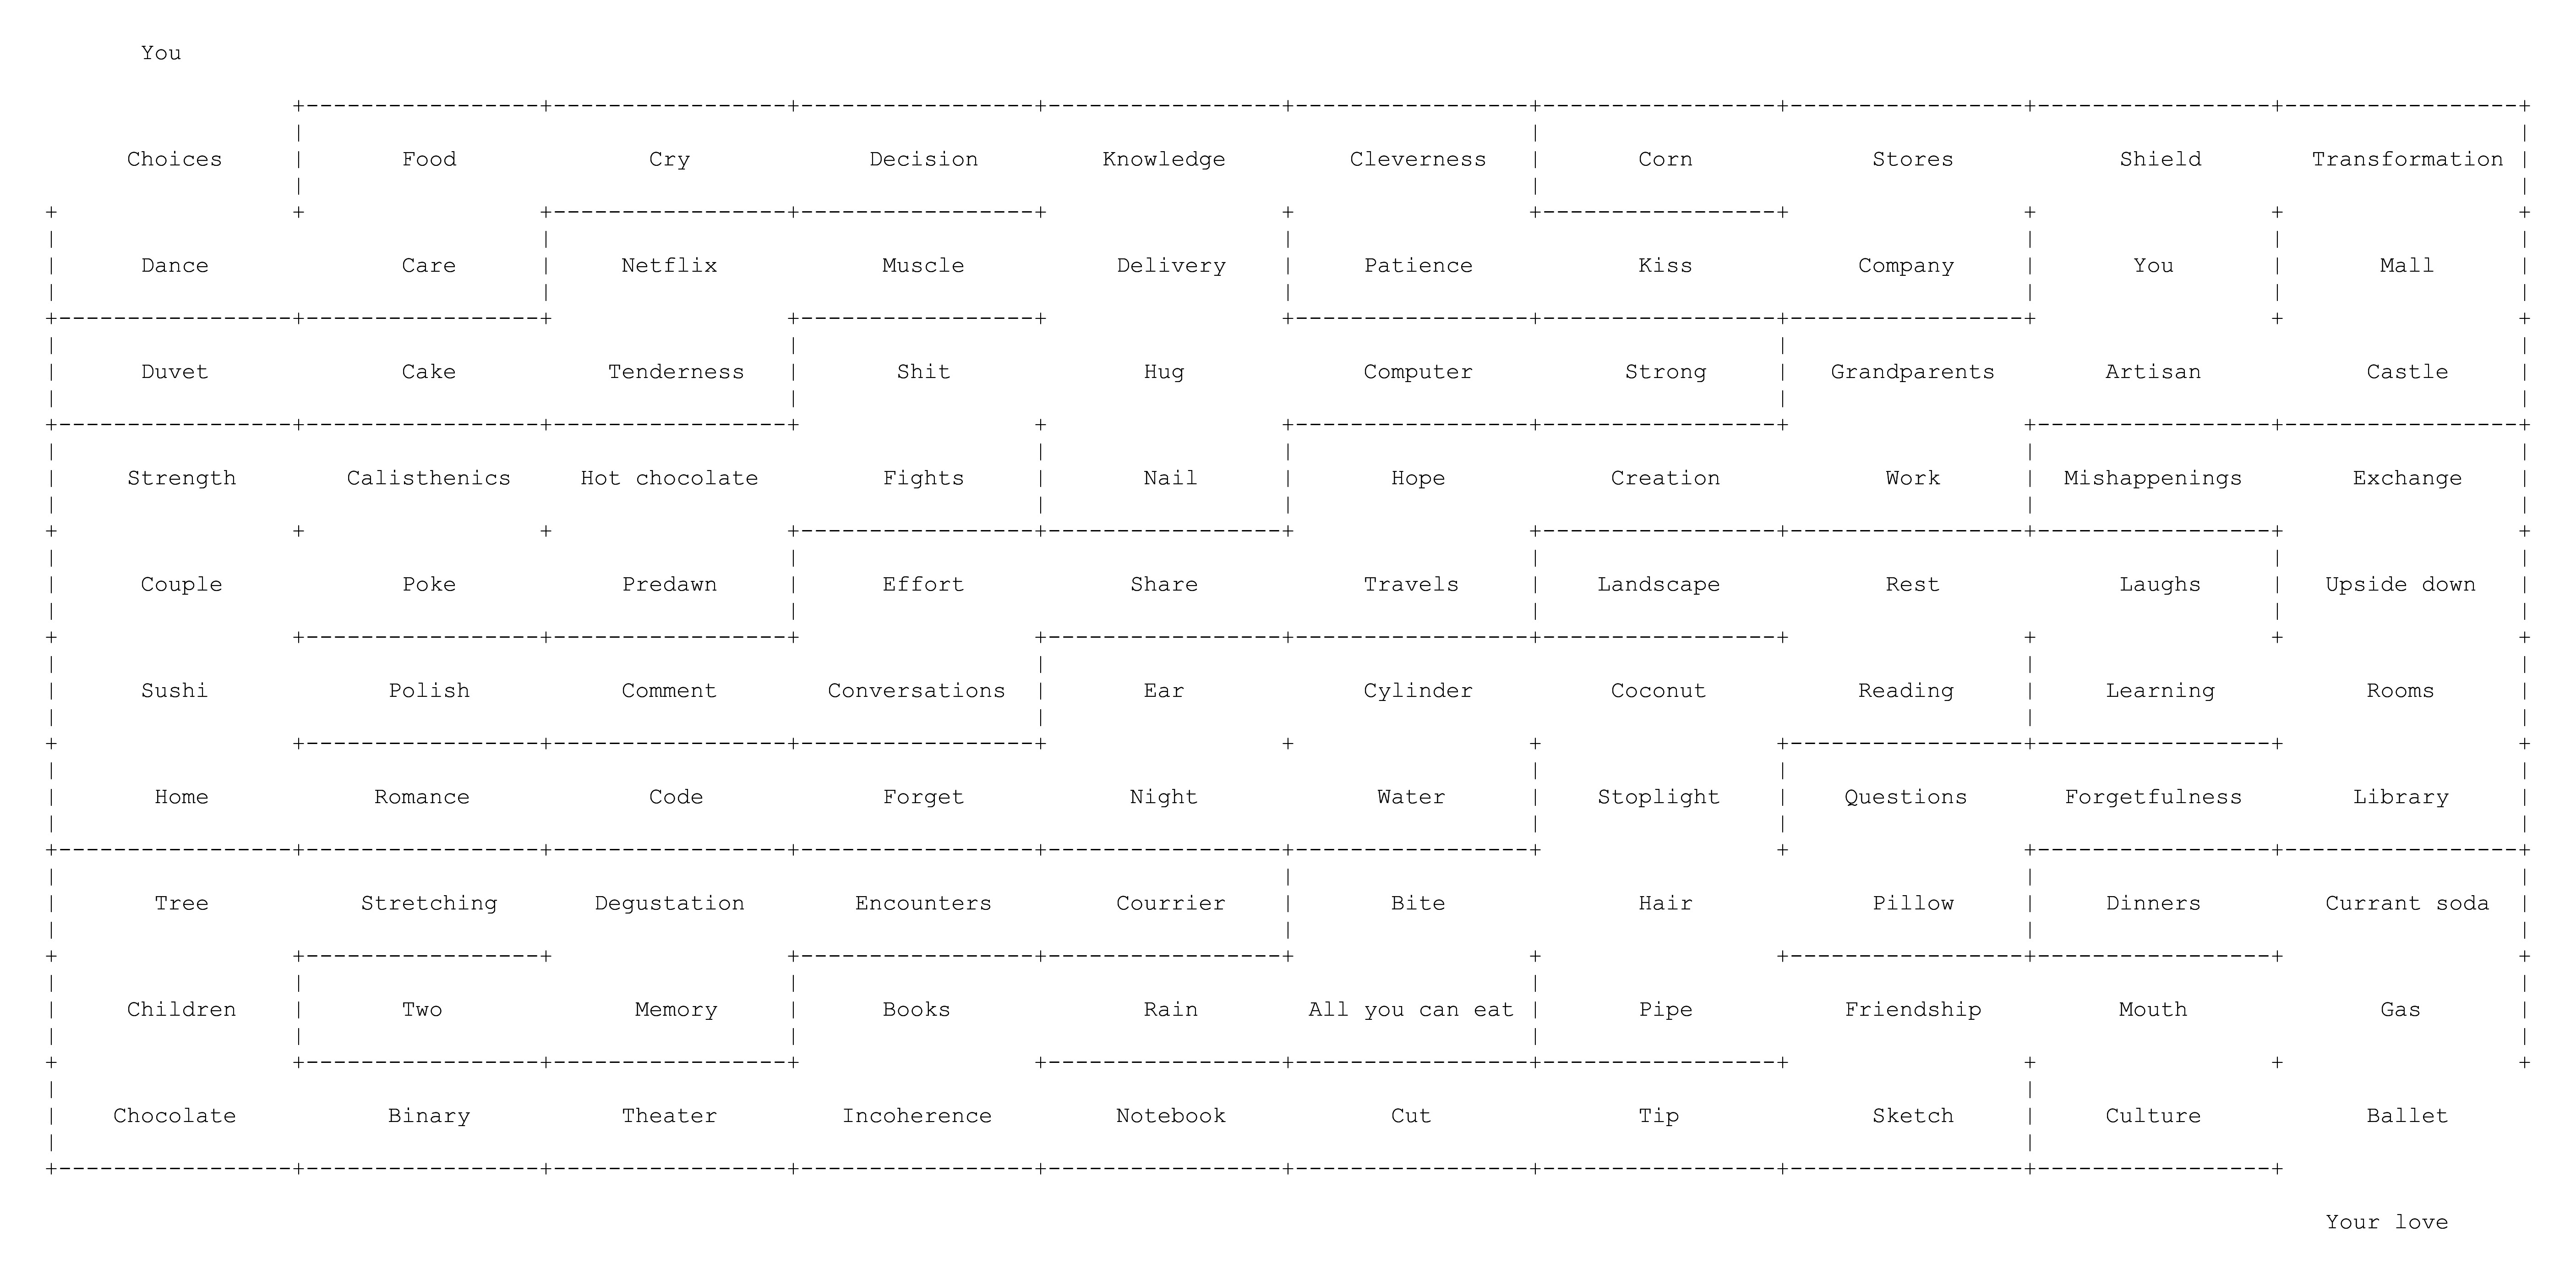 You
Choices Food Cry Decision Knowledge Cleverness Corn Stores Shield Transformation
Dance Care Netflix Muscle Delivery Patience Kiss Company You Mall
Duvet Cake Tenderness Shit Hug Computer Strong Grandparents Artisan Castle
Strength Calisthenics Hot chocolate Fights Nail Hope Creation Work Mishappenings Exchange
Couple Poke Predawn Effort Share Travels Landscape Rest Laughs Upside down
Sushi Polish Comment Conversations Ear Cylinder Coconut Reading Learning Rooms
Home Romance Code Forget Night Water Stoplight Questions Forgetfulness Library
Tree Stretching Degustation Encounters Courrier Bite Hair Pillow Dinners Currant soda
Children Two Memory Books Rain All you can eat Pipe Friendship Mouth Gas
Chocolate Binary Theater Incoherence Notebook Cut Tip Sketch Culture Ballet
Your love